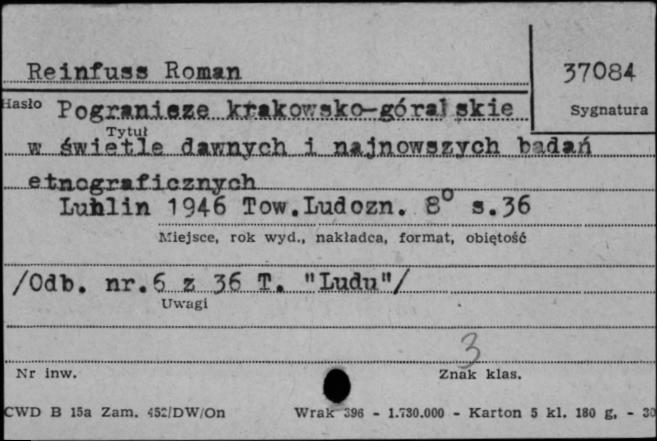 Reinfuss Roman
37084
Hasło
Pogranicze krakowsko-góralskie
Sygnatura
Tytuł
w świetle dawnych i najnowszych badań
etnograficznych
Lublin 1946 Tow.Ludozn. 8° s.36
Miejsce, rok wyd., nakładca, format, objętość
/Odb. nr.6 z 36 T. "Ludu"/
Uwagi
3
Nr inw.
Znak klas.
CWD B 15a Zam. 452/DW/On
Wrak 396 - 1.730.000 - Karton 5 kl. 180 g. - 30